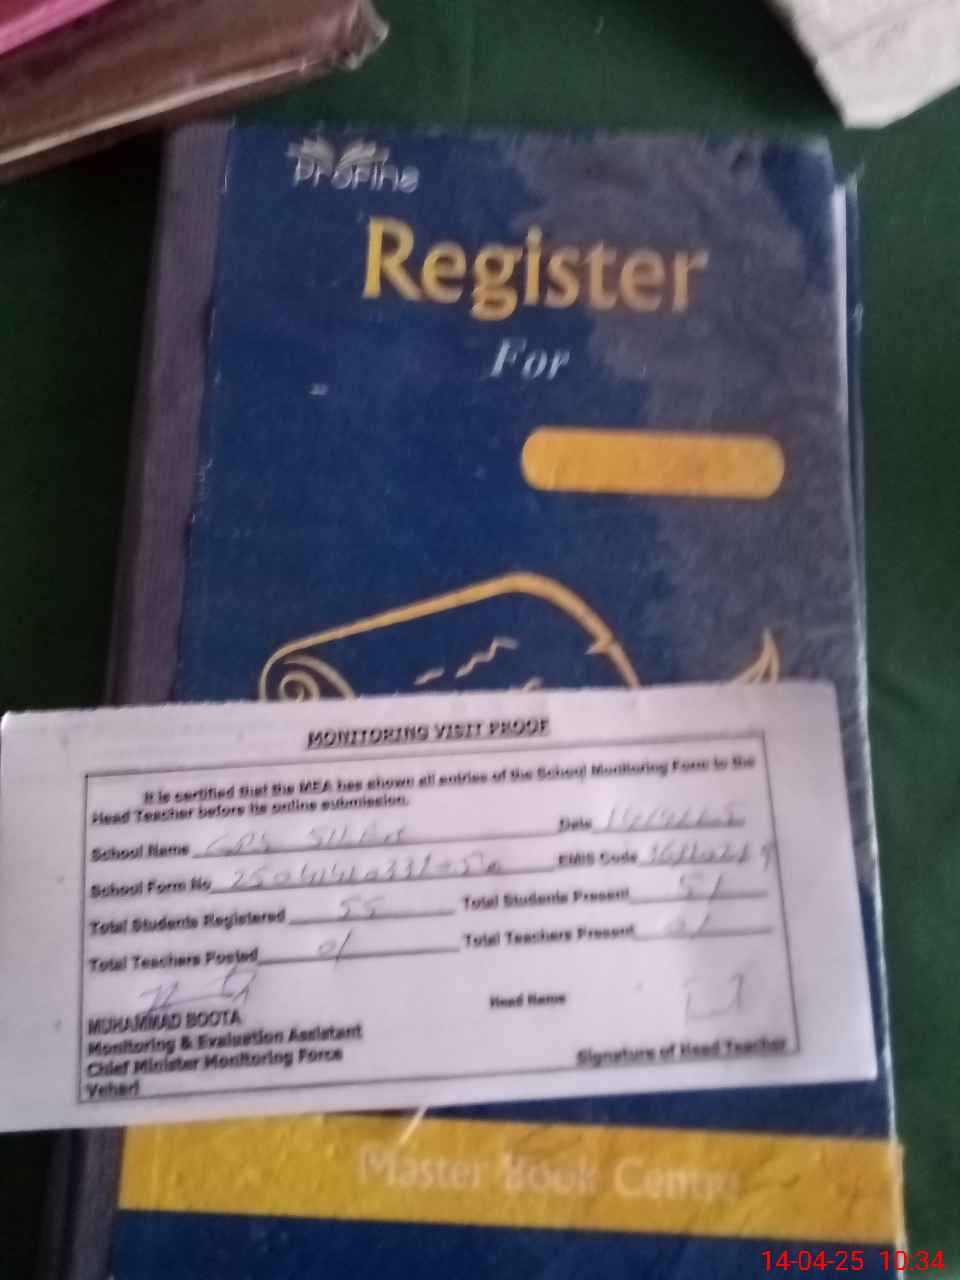 Profine
Register
For
MONITORING VISIT PROOF
It is certified that the MEA has shown all entries of the School Monitoring Form to the
Head Teacher before its online submission.
School Name GPS Date
School Form No EMIS Code
Total Students Registered 55 Total Students Present 51
Total Teachers Posted 01 Total Teachers Present 01
Head Name
MUHAMMAD BOOTA
Monitoring & Evaluation Assistant
Chief Minister Monitoring Force
Signature of Head Teacher
Vehari
Master Book Centre
14-04-25 10:34